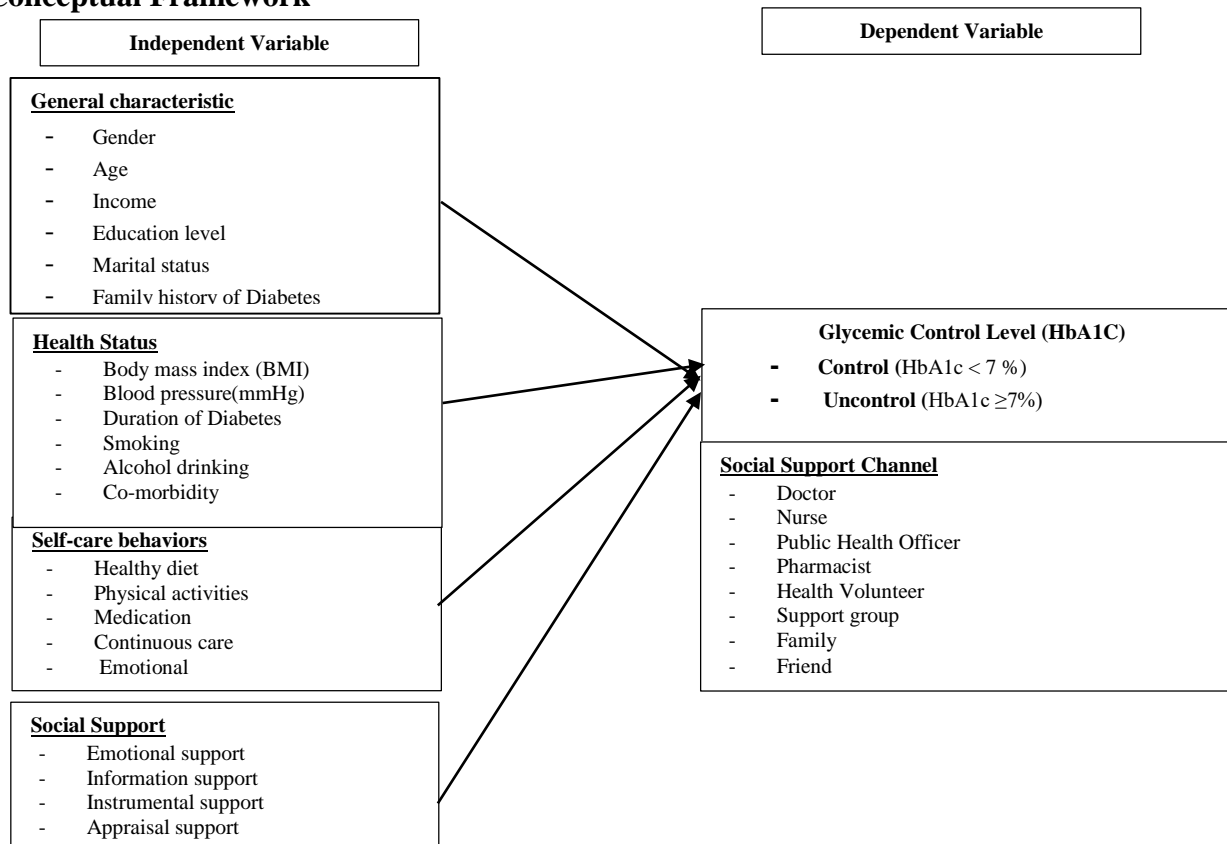 Conceptual Framework
Independent Variable
Dependent Variable
General characteristic
- Gender
- Age
- Income
- Education level
- Marital status
- Family history of Diabetes
Health Status
- Body mass index (BMI)
- Blood pressure(mmHg)
- Duration of Diabetes
- Smoking
- Alcohol drinking
- Co-morbidity
Self-care behaviors
- Healthy diet
- Physical activities
- Medication
- Continuous care
- Emotional
Social Support
- Emotional support
- Information support
- Instrumental support
- Appraisal support
Glycemic Control Level (HbA1C)
- Control (HbA1c < 7 %)
- Uncontrol (HbA1c ≥7%)
Social Support Channel
- Doctor
- Nurse
- Public Health Officer
- Pharmacist
- Health Volunteer
- Support group
- Family
- Friend